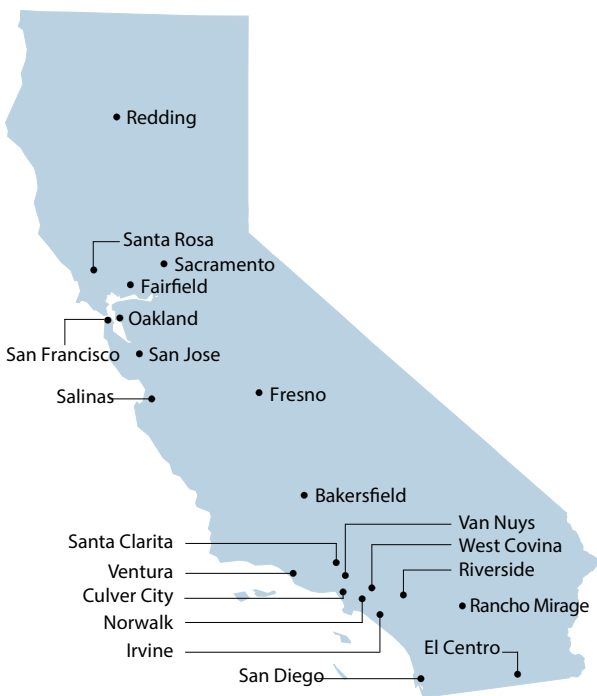 Redding
Santa Rosa
Sacramento
Fairfield
Oakland
San Francisco
San Jose
Salinas
Fresno
Bakersfield
Van Nuys
Santa Clarita
West Covina
Ventura
Riverside
Culver City
Rancho Mirage
Norwalk
Irvine
El Centro
San Diego